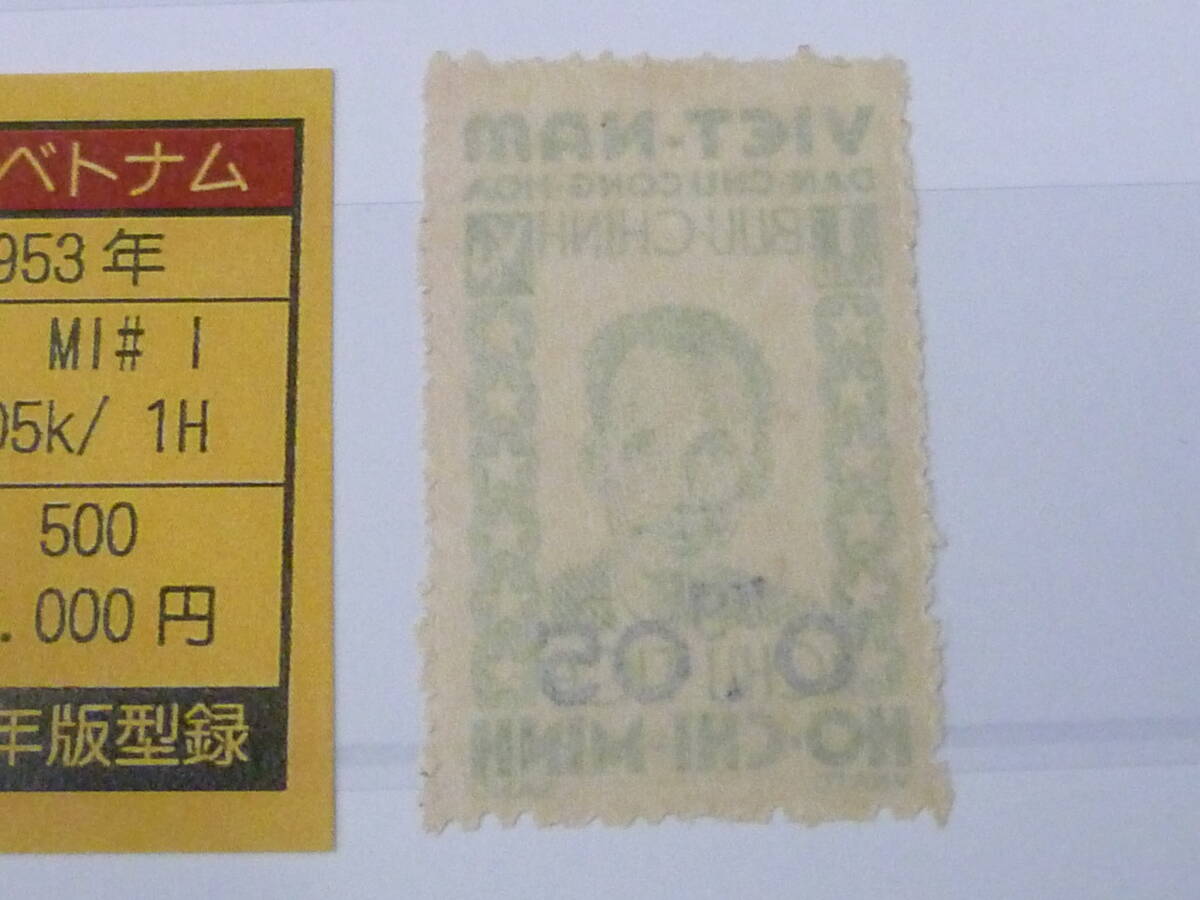 ベトナム
953年
MI# I
05k/ 1H
500
.000円
年版型録
VIET-NAM
DAN CHU CONG HOA
BUU-CHINH
0,05
HO-CHI MINH